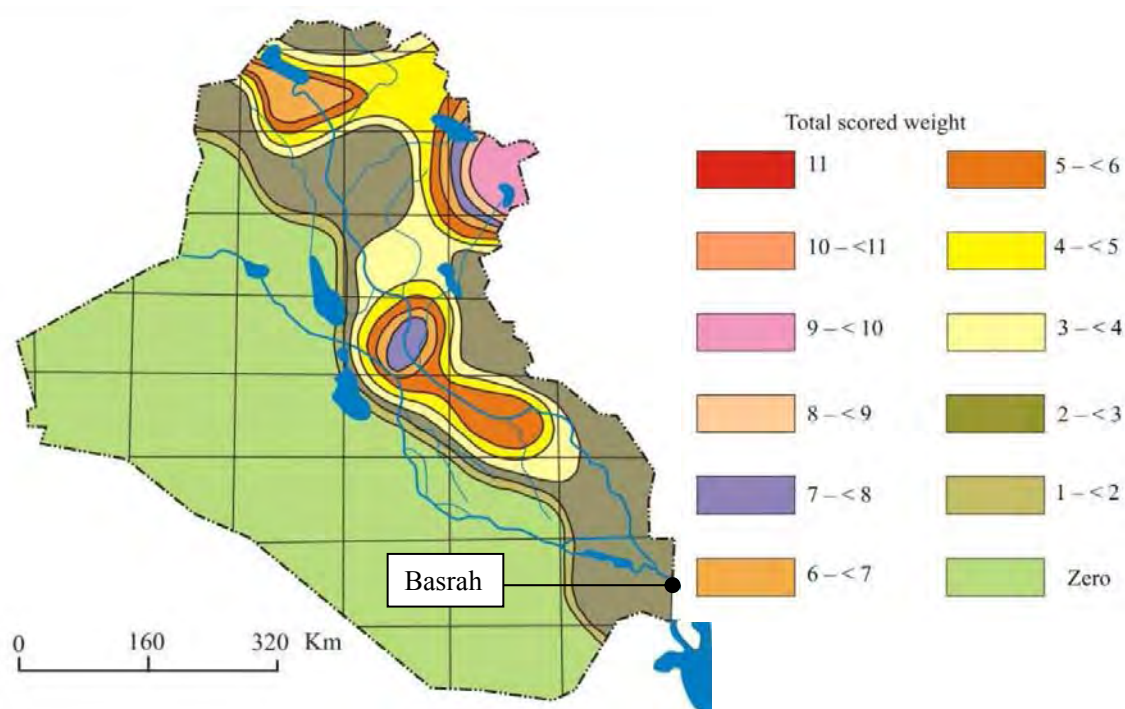 Total scored weight
11
10 – <11
9 – < 10
8 – < 9
7 – < 8
6 – < 7
5 – < 6
4 – < 5
3 – < 4
2 – < 3
1 – < 2
Zero
Basrah
0 160 320 Km